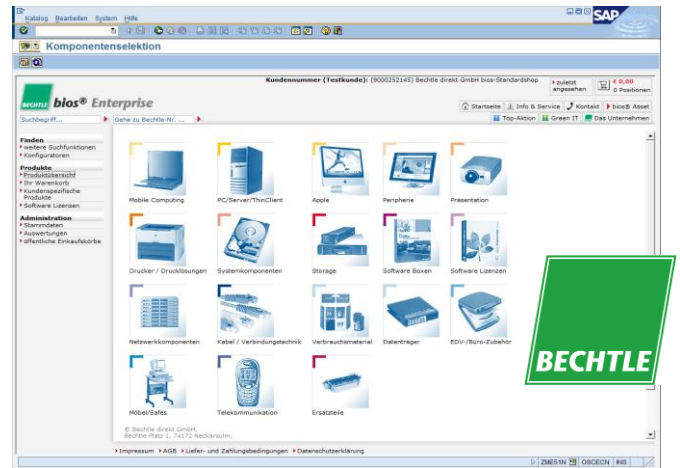 Katalog Bearbeiten System Hilfe
SAP
Komponentenselektion
Kundennummer (Testkunde): (9000252145) Bechtle direkt GmbH bios-Standardshop
zuletzt angesehen
€ 0,00
0 Positionen
BECHTLE bios® Enterprise
Startseite Info & Service Kontakt bios® Asset
Suchbegriff... Gehe zu Bechtle-Nr. ...
Top-Aktion Green IT Das Unternehmen
Finden
weitere Suchfunktionen
Konfiguratoren
Produkte
Produktübersicht
Ihr Warenkorb
Kundenspezifische
Produkte
Software Lizenzen
Administration
Stammdaten
Auswertungen
öffentliche Einkaufskörbe
Mobile Computing PC/Server/ThinClient Apple Peripherie Präsentation
Drucker / Drucklösungen Systemkomponenten Storage Software Boxen Software Lizenzen
Netzwerkkomponenten Kabel / Verbindungstechnik Verbrauchsmaterial Datenträger EDV-/Büro-Zubehör
Möbel/Safes Telekommunikation Ersatzteile
BECHTLE
© Bechtle direkt GmbH,
Bechtle Platz 1, 74172 Neckarsulm,
Impressum AGB Liefer- und Zahlungsbedingungen Datenschutzerklärung
ZME51N OSCECN INS